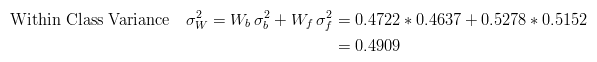 Within Class Variance σ²_W = W_b σ²_b + W_f σ²_f = 0.4722 ∗ 0.4637 + 0.5278 ∗ 0.5152
= 0.4909